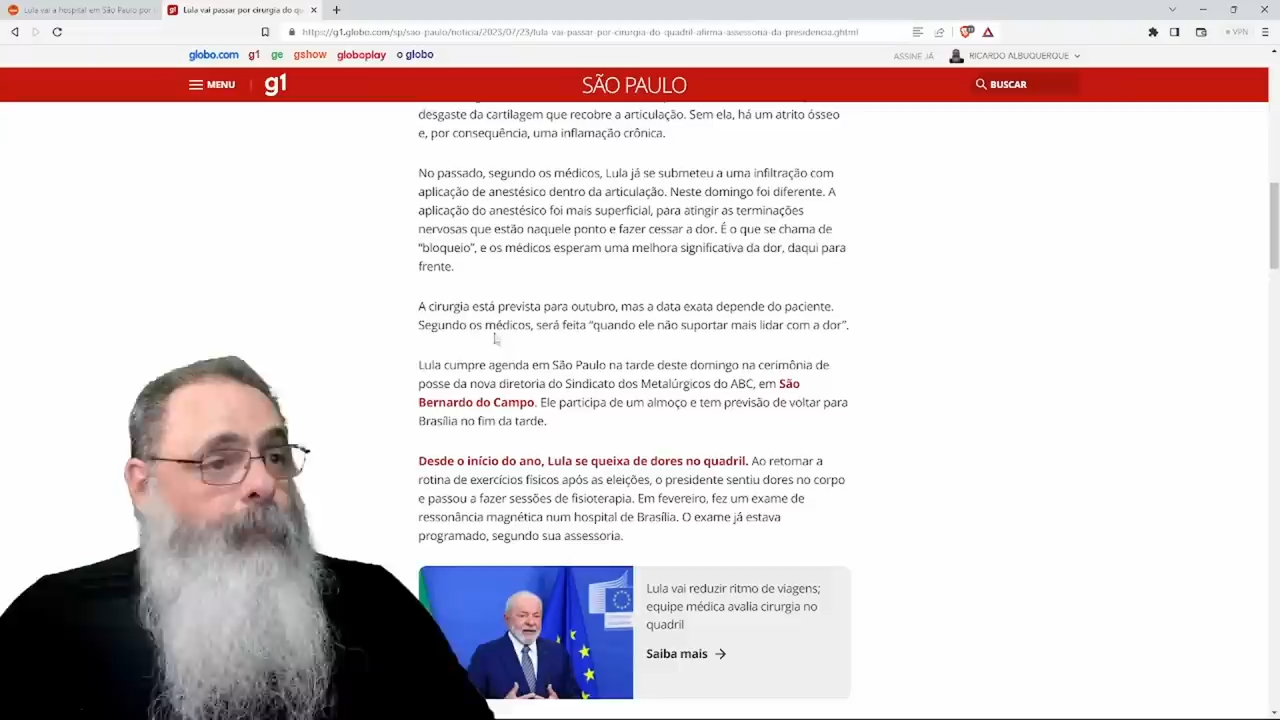 Lula vai a hospital em São Paulo por
Lula vai passar por cirurgia do qu
https://g1.globo.com/sp/sao-paulo/noticia/2023/07/23/lula-vai-passar-por-cirurgia-do-quadril-afirma-assessoria-da-presidencia.ghtml
VPN
globo.com g1 ge gshow globoplay o globo
ASSINE JÁ
RICARDO ALBUQUERQUE
MENU
g1
SÃO PAULO
BUSCAR
desgaste da cartilagem que recobre a articulação. Sem ela, há um atrito ósseo
e, por consequência, uma inflamação crônica.
No passado, segundo os médicos, Lula já se submeteu a uma infiltração com
aplicação de anestésico dentro da articulação. Neste domingo foi diferente. A
aplicação do anestésico foi mais superficial, para atingir as terminações
nervosas que estão naquele ponto e fazer cessar a dor. É o que se chama de
“bloqueio”, e os médicos esperam uma melhora significativa da dor, daqui para
frente.
A cirurgia está prevista para outubro, mas a data exata depende do paciente.
Segundo os médicos, será feita “quando ele não suportar mais lidar com a dor”.
Lula cumpre agenda em São Paulo na tarde deste domingo na cerimônia de
posse da nova diretoria do Sindicato dos Metalúrgicos do ABC, em São
Bernardo do Campo. Ele participa de um almoço e tem previsão de voltar para
Brasília no fim da tarde.
Desde o início do ano, Lula se queixa de dores no quadril. Ao retomar a
rotina de exercícios físicos após as eleições, o presidente sentiu dores no corpo
e passou a fazer sessões de fisioterapia. Em fevereiro, fez um exame de
ressonância magnética num hospital de Brasília. O exame já estava
programado, segundo sua assessoria.
Lula vai reduzir ritmo de viagens;
equipe médica avalia cirurgia no
quadril
Saiba mais →